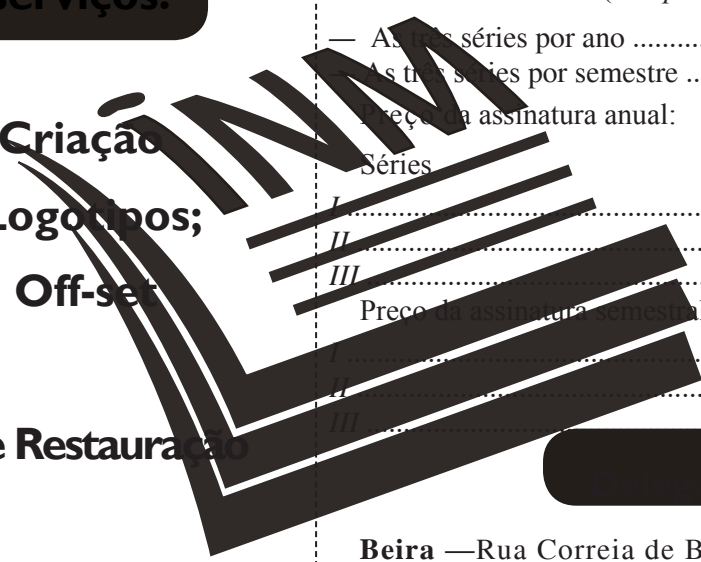 serviços:
Criação
Logotipos;
Off-set
e Restauração
INM
— As três séries por ano ..........
— As três séries por semestre ..
Preço da assinatura anual:
Séries
I ..................................................
II ................................................
III ...............................................
Preço da assinatura semestral
I ..................................................
II ................................................
III ...............................................
Beira —Rua Correia de B